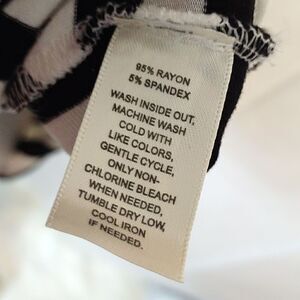 95% RAYON
5% SPANDEX
WASH INSIDE OUT,
MACHINE WASH
COLD WITH
LIKE COLORS,
GENTLE CYCLE,
ONLY NON-
CHLORINE BLEACH
WHEN NEEDED,
TUMBLE DRY LOW,
COOL IRON
IF NEEDED.